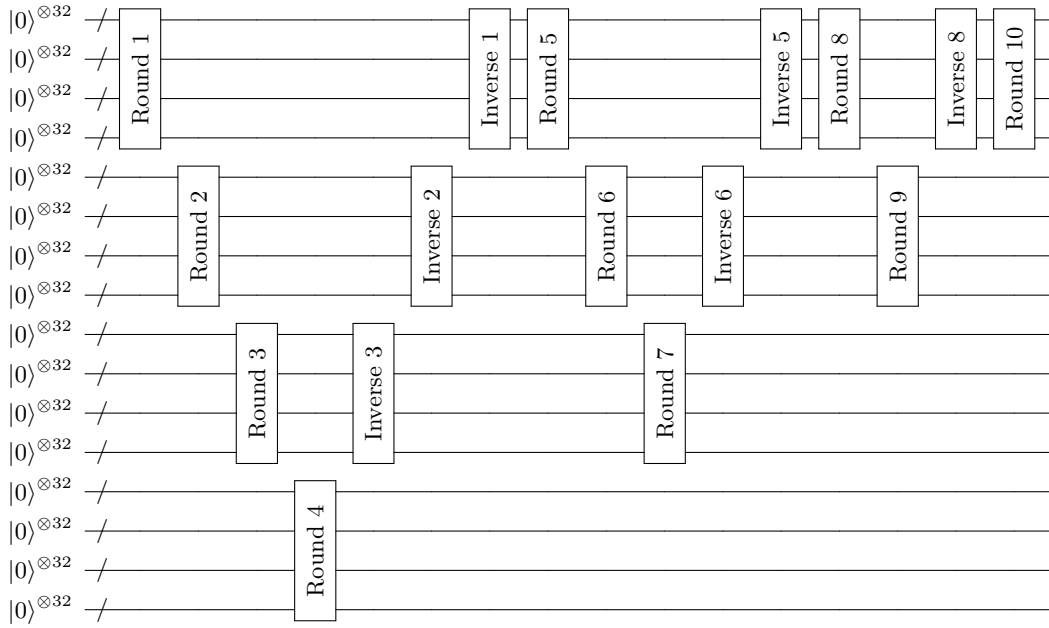 |0⟩⊗32
|0⟩⊗32
|0⟩⊗32
|0⟩⊗32
Round 1
Inverse 1
Round 5
Inverse 5
Round 8
Inverse 8
Round 10
|0⟩⊗32
|0⟩⊗32
|0⟩⊗32
|0⟩⊗32
Round 2
Inverse 2
Round 6
Inverse 6
Round 9
|0⟩⊗32
|0⟩⊗32
|0⟩⊗32
|0⟩⊗32
Round 3
Inverse 3
Round 7
|0⟩⊗32
|0⟩⊗32
|0⟩⊗32
|0⟩⊗32
Round 4